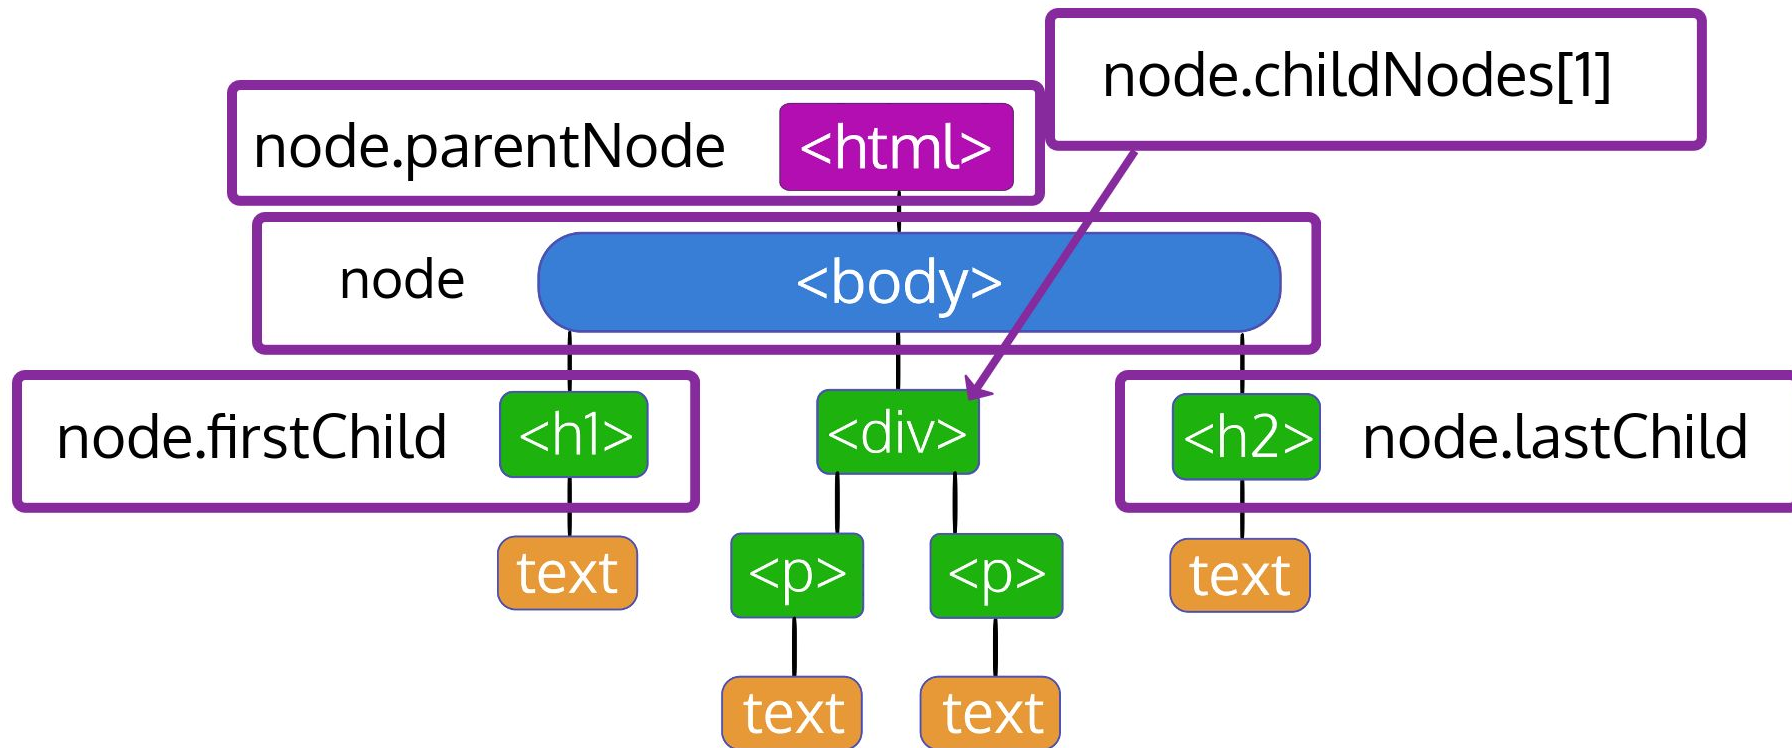 node.childNodes[1]
node.parentNode <html>
node <body>
node.firstChild <h1> <div> <h2> node.lastChild
text <p> <p> text
text text